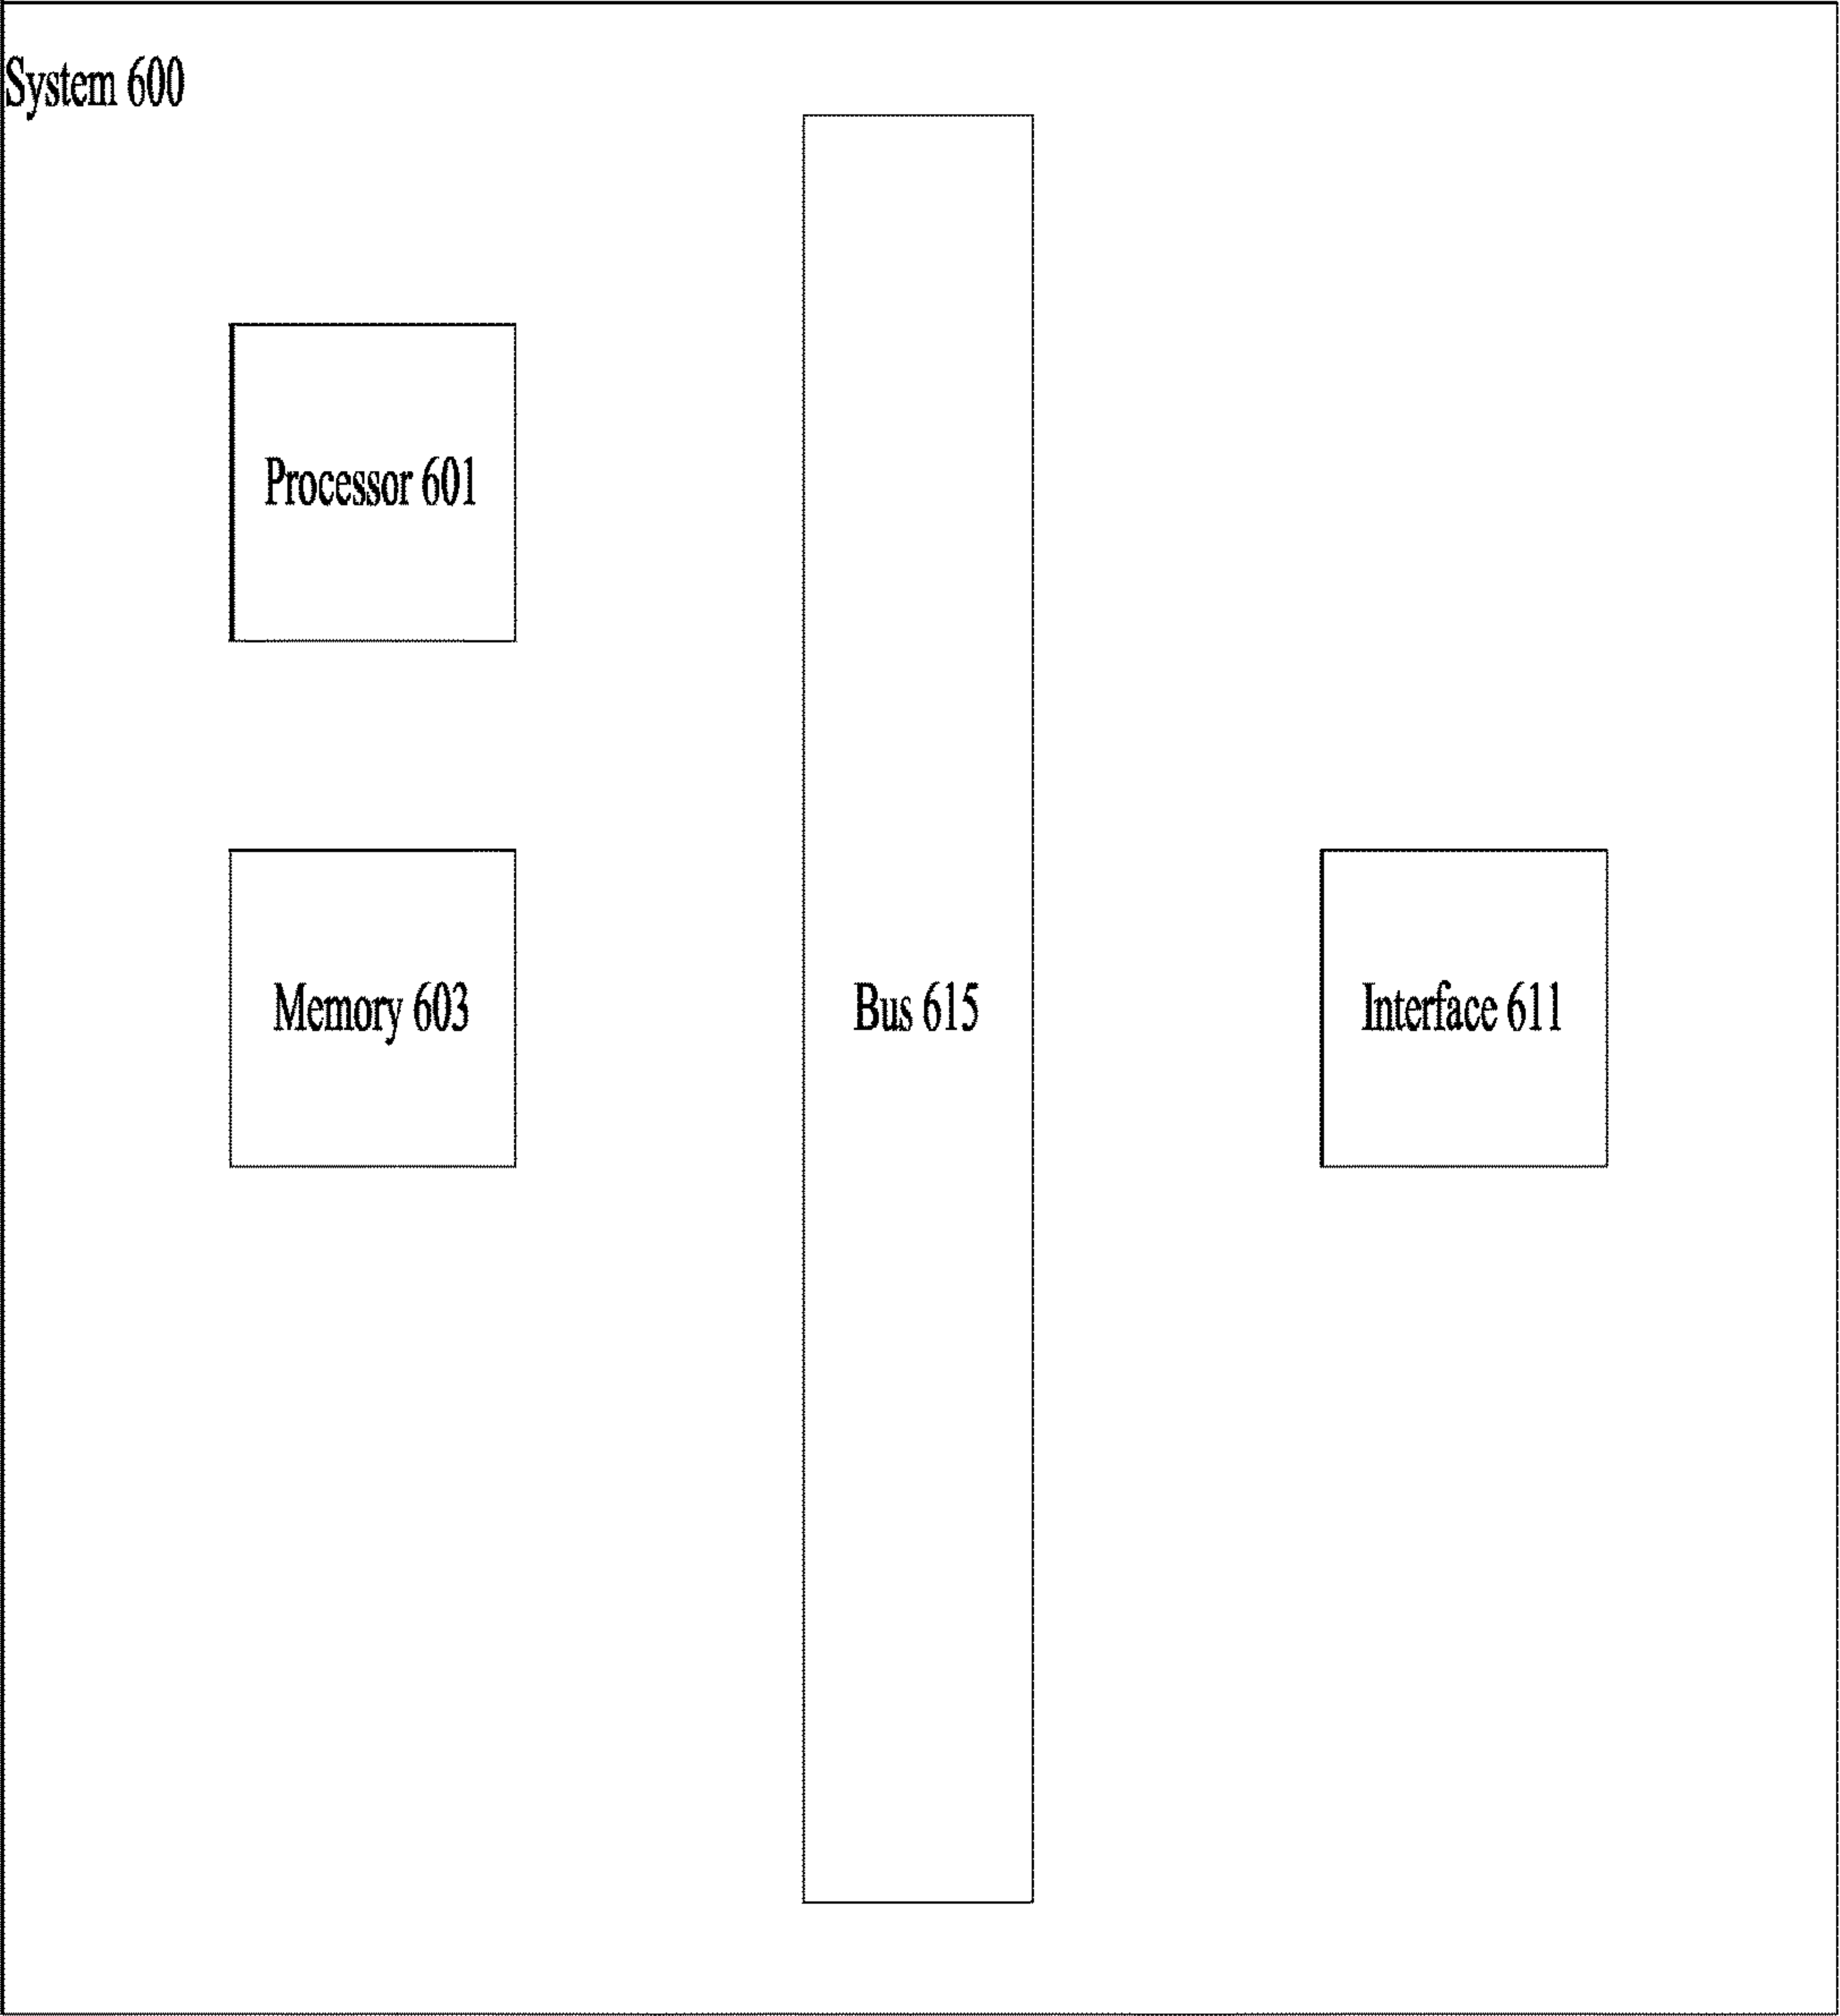 System 600
Processor 601
Memory 603
Bus 615
Interface 611